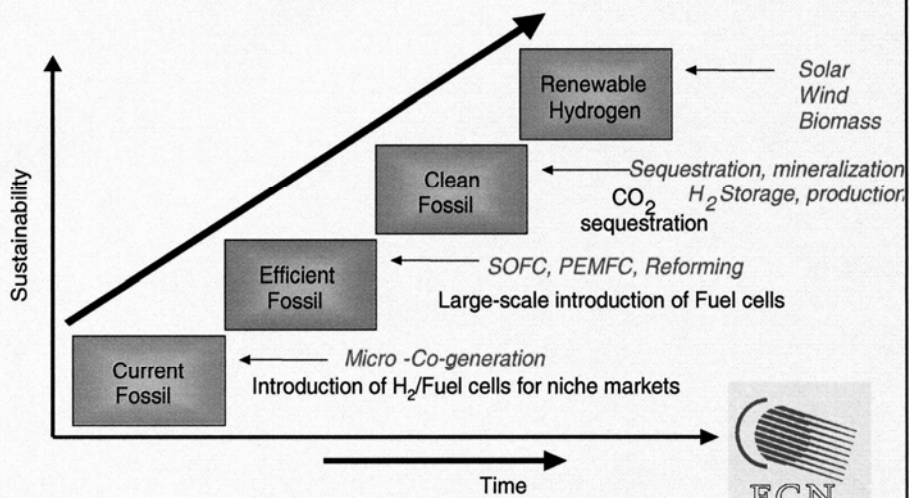 Renewable
Hydrogen
Solar
Wind
Biomass
Clean
Fossil
Sequestration, mineralization
H2 Storage, production
CO2
sequestration
Efficient
Fossil
SOFC, PEMFC, Reforming
Large-scale introduction of Fuel cells
Current
Fossil
Micro -Co-generation
Introduction of H2/Fuel cells for niche markets
Sustainability
Time
ECN